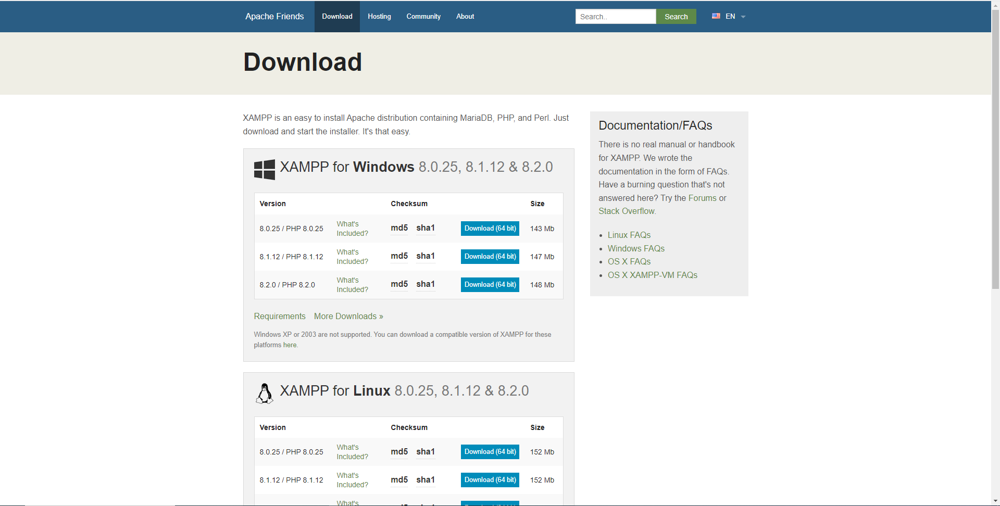 Apache Friends Download Hosting Community About Search.. Search EN
Download
XAMPP is an easy to install Apache distribution containing MariaDB, PHP, and Perl. Just
download and start the installer. It's that easy.
XAMPP for Windows 8.0.25, 8.1.12 & 8.2.0
Version Checksum Size
8.0.25 / PHP 8.0.25 What's Included? md5 sha1 Download (64 bit) 143 Mb
8.1.12 / PHP 8.1.12 What's Included? md5 sha1 Download (64 bit) 147 Mb
8.2.0 / PHP 8.2.0 What's Included? md5 sha1 Download (64 bit) 148 Mb
Requirements More Downloads »
Windows XP or 2003 are not supported. You can download a compatible version of XAMPP for these
platforms here.
XAMPP for Linux 8.0.25, 8.1.12 & 8.2.0
Version Checksum Size
8.0.25 / PHP 8.0.25 What's Included? md5 sha1 Download (64 bit) 152 Mb
8.1.12 / PHP 8.1.12 What's Included? md5 sha1 Download (64 bit) 152 Mb
What's
Documentation/FAQs
There is no real manual or handbook
for XAMPP. We wrote the
documentation in the form of FAQs.
Have a burning question that's not
answered here? Try the Forums or
Stack Overflow.
Linux FAQs
Windows FAQs
OS X FAQs
OS X XAMPP-VM FAQs